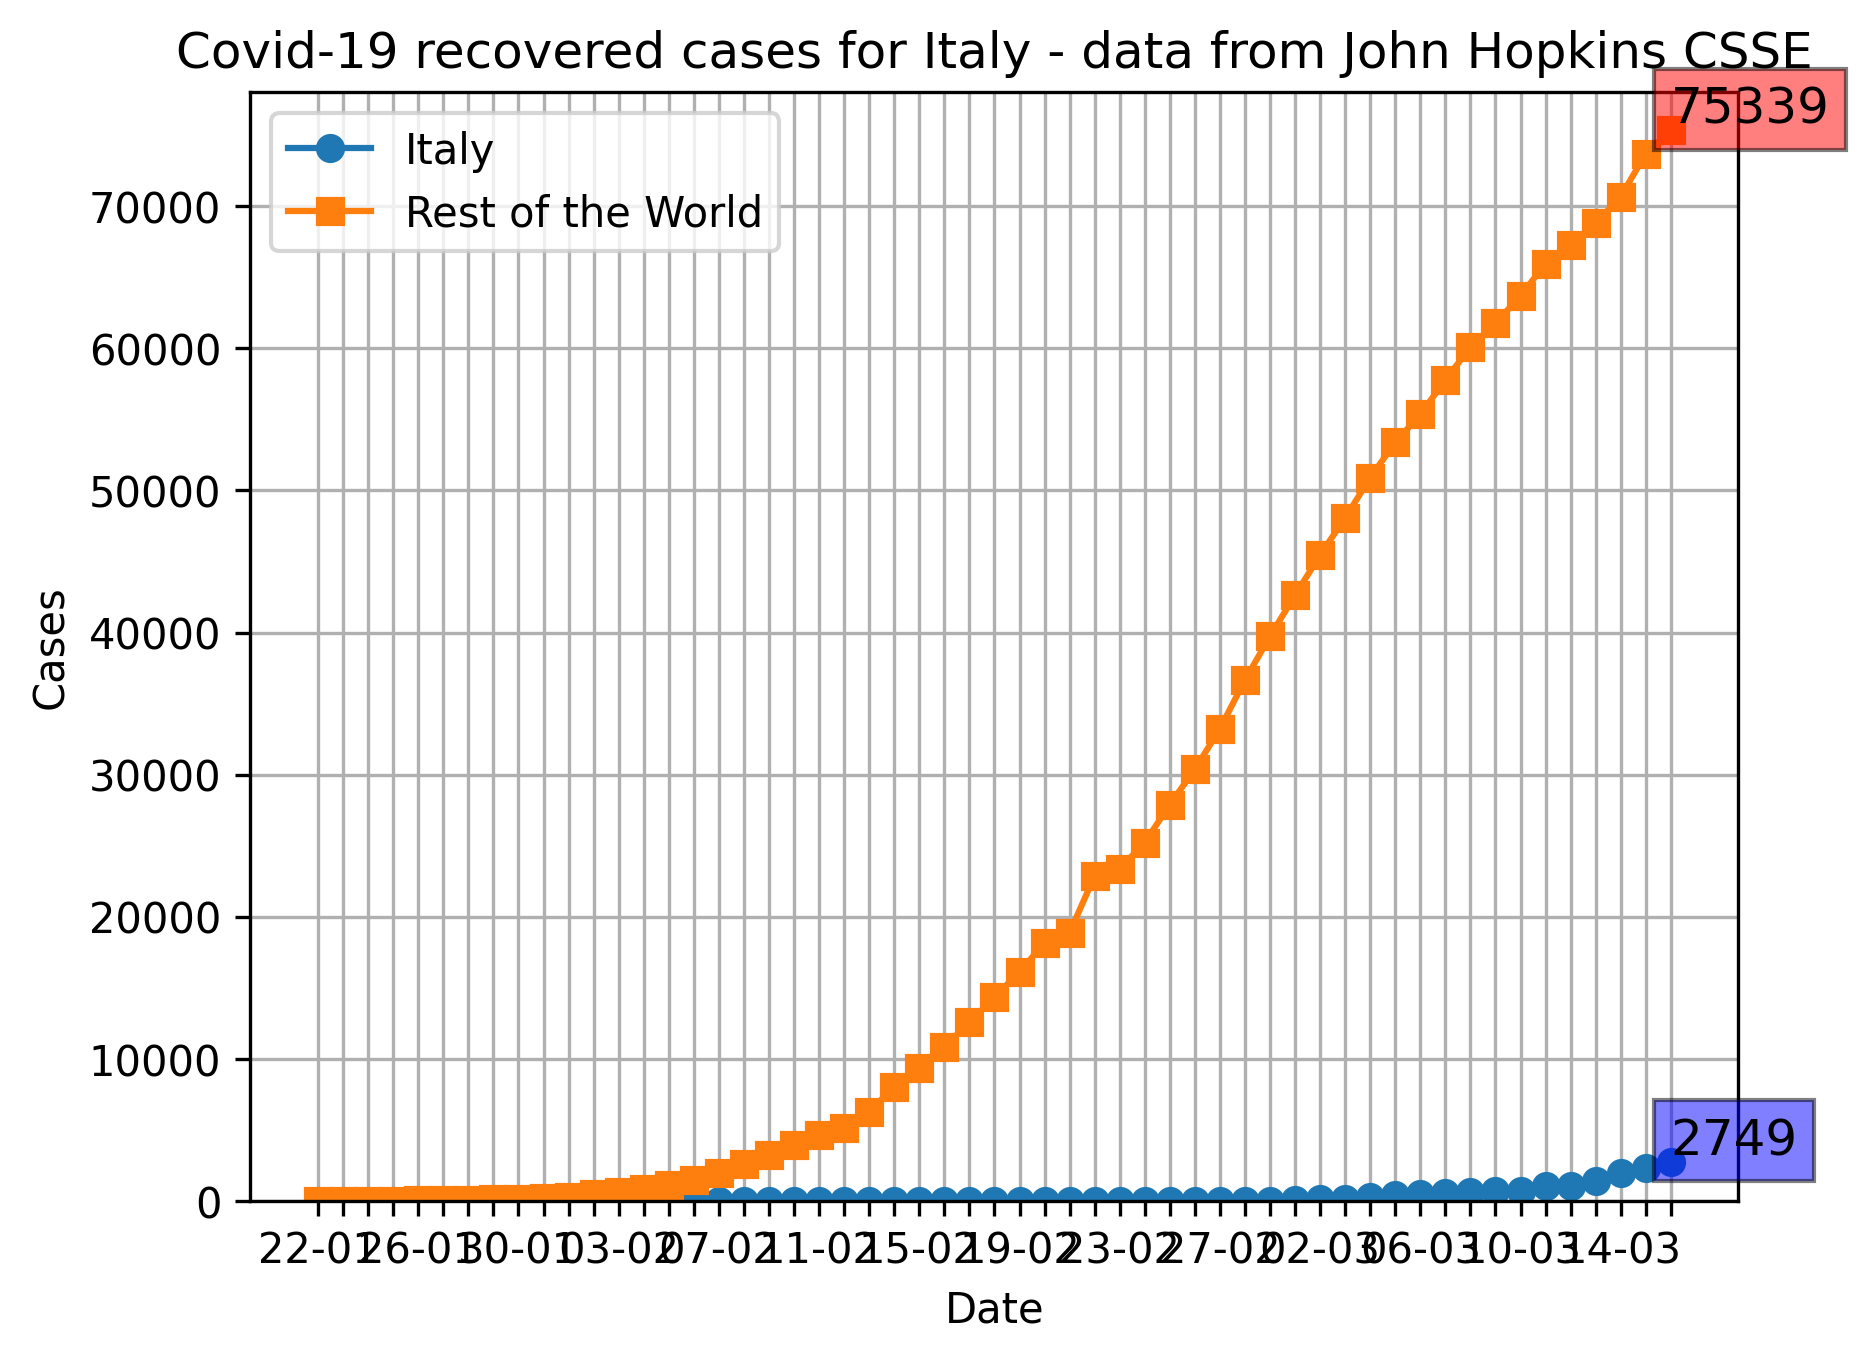 Covid-19 recovered cases for Italy - data from John Hopkins CSSE
75339
Italy
Rest of the World
70000
60000
50000
40000
30000
20000
10000
0
Cases
2749
22-01 26-01 30-01 03-02 07-02 11-02 15-02 19-02 23-02 27-02 02-03 06-03 10-03 14-03
Date